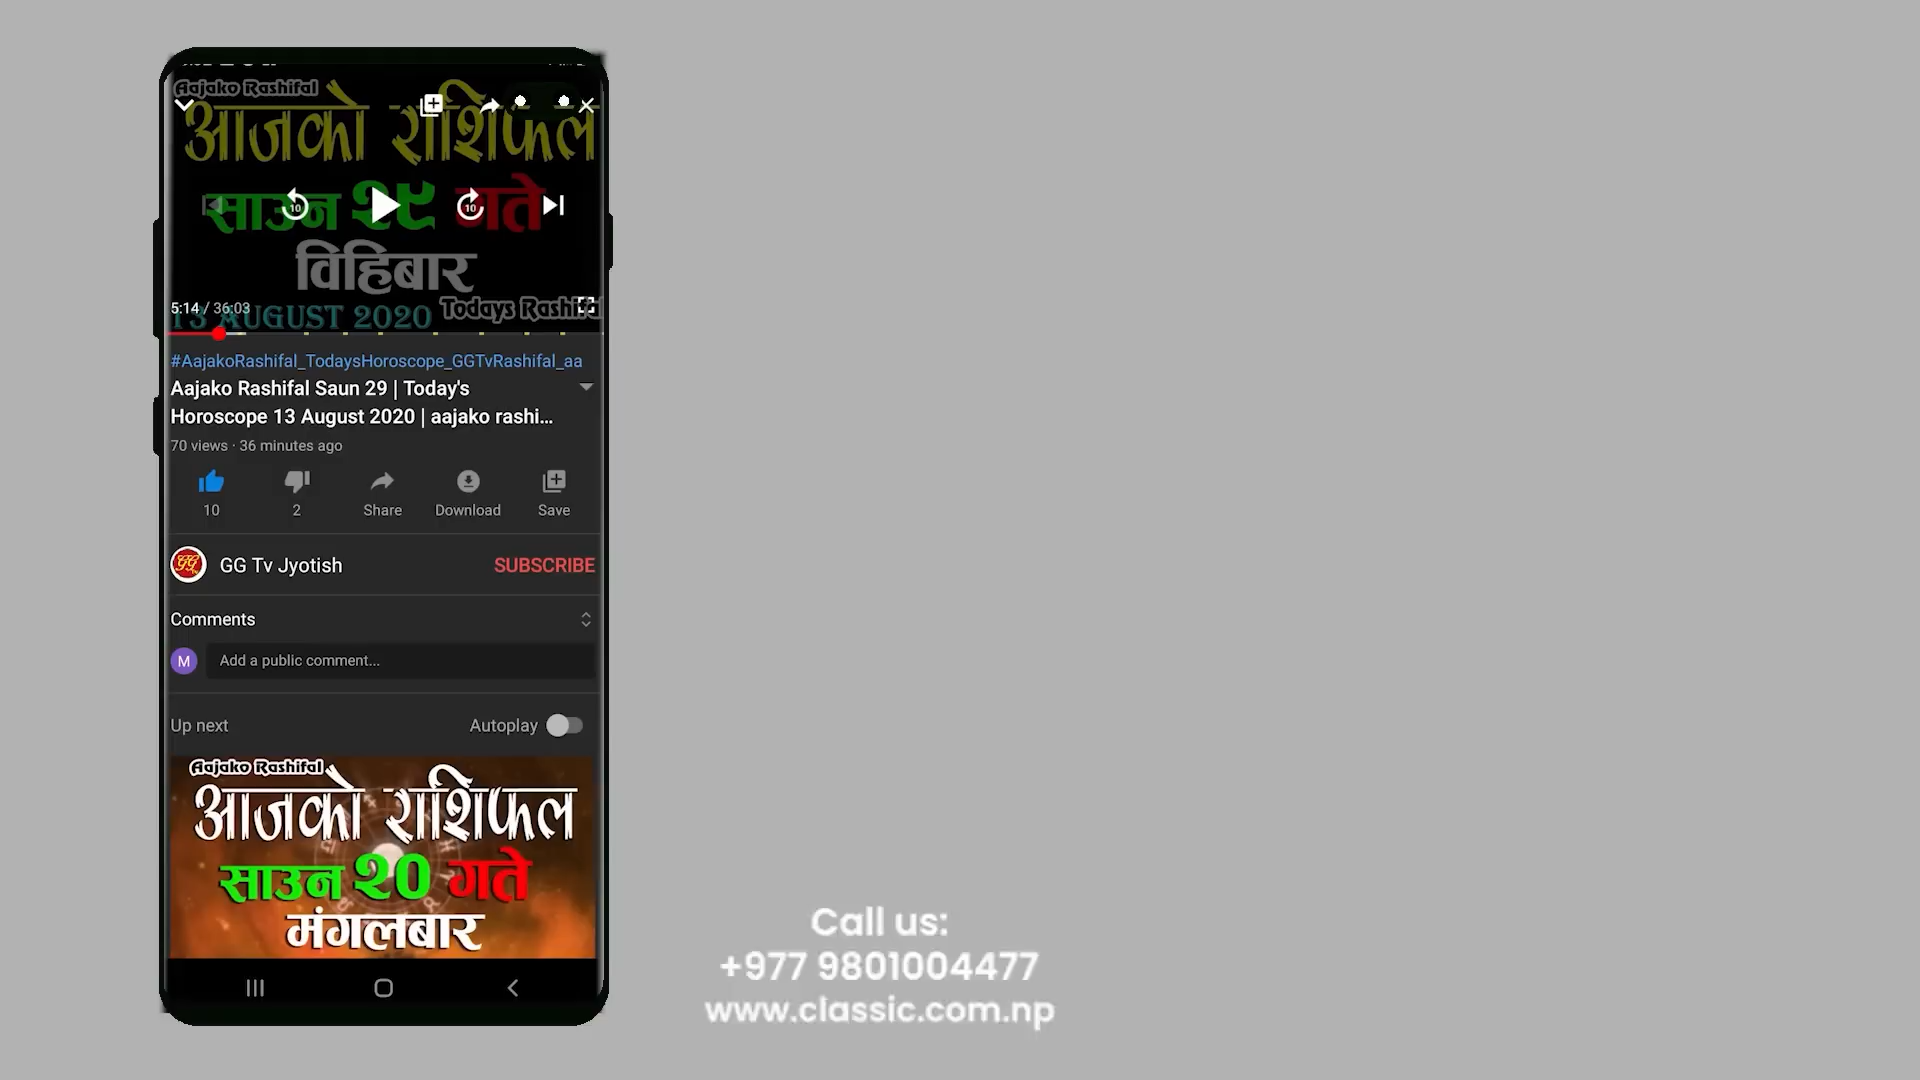 Aajako Rashifal
आजको राशिफल
साउन २९ गते
विहिबार
5:14 / 36:03
13 AUGUST 2020
Todays Rashifal
#AajakoRashifal_TodaysHoroscope_GGTvRashifal_aa
Aajako Rashifal Saun 29 | Today's
Horoscope 13 August 2020 | aajako rashi...
70 views · 36 minutes ago
10
2
Share
Download
Save
GG Tv Jyotish
SUBSCRIBE
Comments
M
Add a public comment...
Up next
Autoplay
Aajako Rashifal
आजको राशिफल
साउन २० गते
मंगलबार
Call us:
+977 9801004477
www.classic.com.np